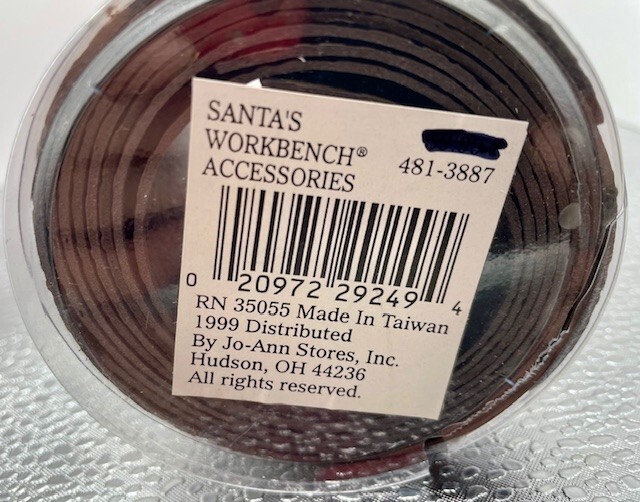 SANTA'S
WORKBENCH®
ACCESSORIES
481-3887
0 20972 29249 4
RN 35055 Made In Taiwan
1999 Distributed
By Jo-Ann Stores, Inc.
Hudson, OH 44236
All rights reserved.